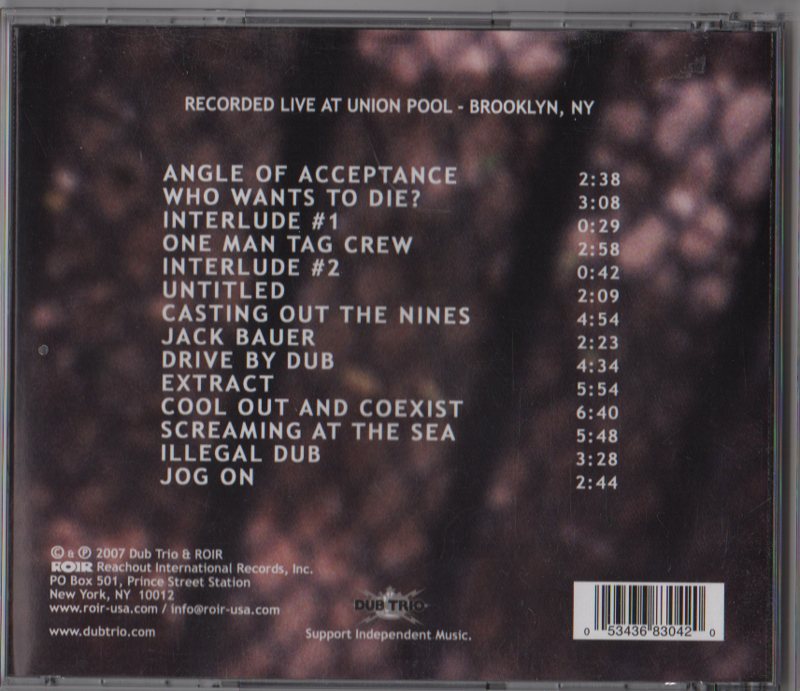 RECORDED LIVE AT UNION POOL - BROOKLYN, NY
ANGLE OF ACCEPTANCE 2:38
WHO WANTS TO DIE? 3:08
INTERLUDE #1 0:29
ONE MAN TAG CREW 2:58
INTERLUDE #2 0:42
UNTITLED 2:09
CASTING OUT THE NINES 4:54
JACK BAUER 2:23
DRIVE BY DUB 4:34
EXTRACT 5:54
COOL OUT AND COEXIST 6:40
SCREAMING AT THE SEA 5:48
ILLEGAL DUB 3:28
JOG ON 2:44
© & ℗ 2007 Dub Trio & ROIR
ROIR Reachout International Records, Inc.
PO Box 501, Prince Street Station
New York, NY 10012
www.roir-usa.com / info@roir-usa.com
www.dubtrio.com
DUB TRIO
Support Independent Music.
0 53436 83042 0